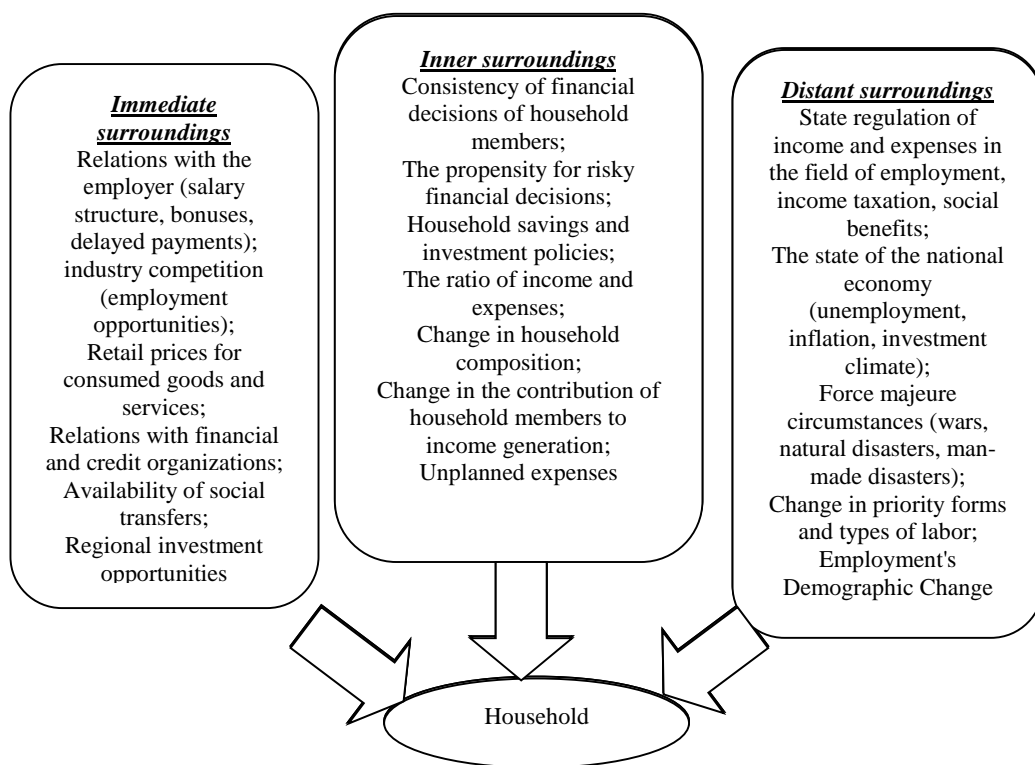 Immediate
surroundings
Relations with the
employer (salary
structure, bonuses,
delayed payments);
industry competition
(employment
opportunities);
Retail prices for
consumed goods and
services;
Relations with financial
and credit organizations;
Availability of social
transfers;
Regional investment
opportunities
Inner surroundings
Consistency of financial
decisions of household
members;
The propensity for risky
financial decisions;
Household savings and
investment policies;
The ratio of income and
expenses;
Change in household
composition;
Change in the contribution of
household members to
income generation;
Unplanned expenses
Distant surroundings
State regulation of
income and expenses in
the field of employment,
income taxation, social
benefits;
The state of the national
economy
(unemployment,
inflation, investment
climate);
Force majeure
circumstances (wars,
natural disasters, man-
made disasters);
Change in priority forms
and types of labor;
Employment's
Demographic Change
Household